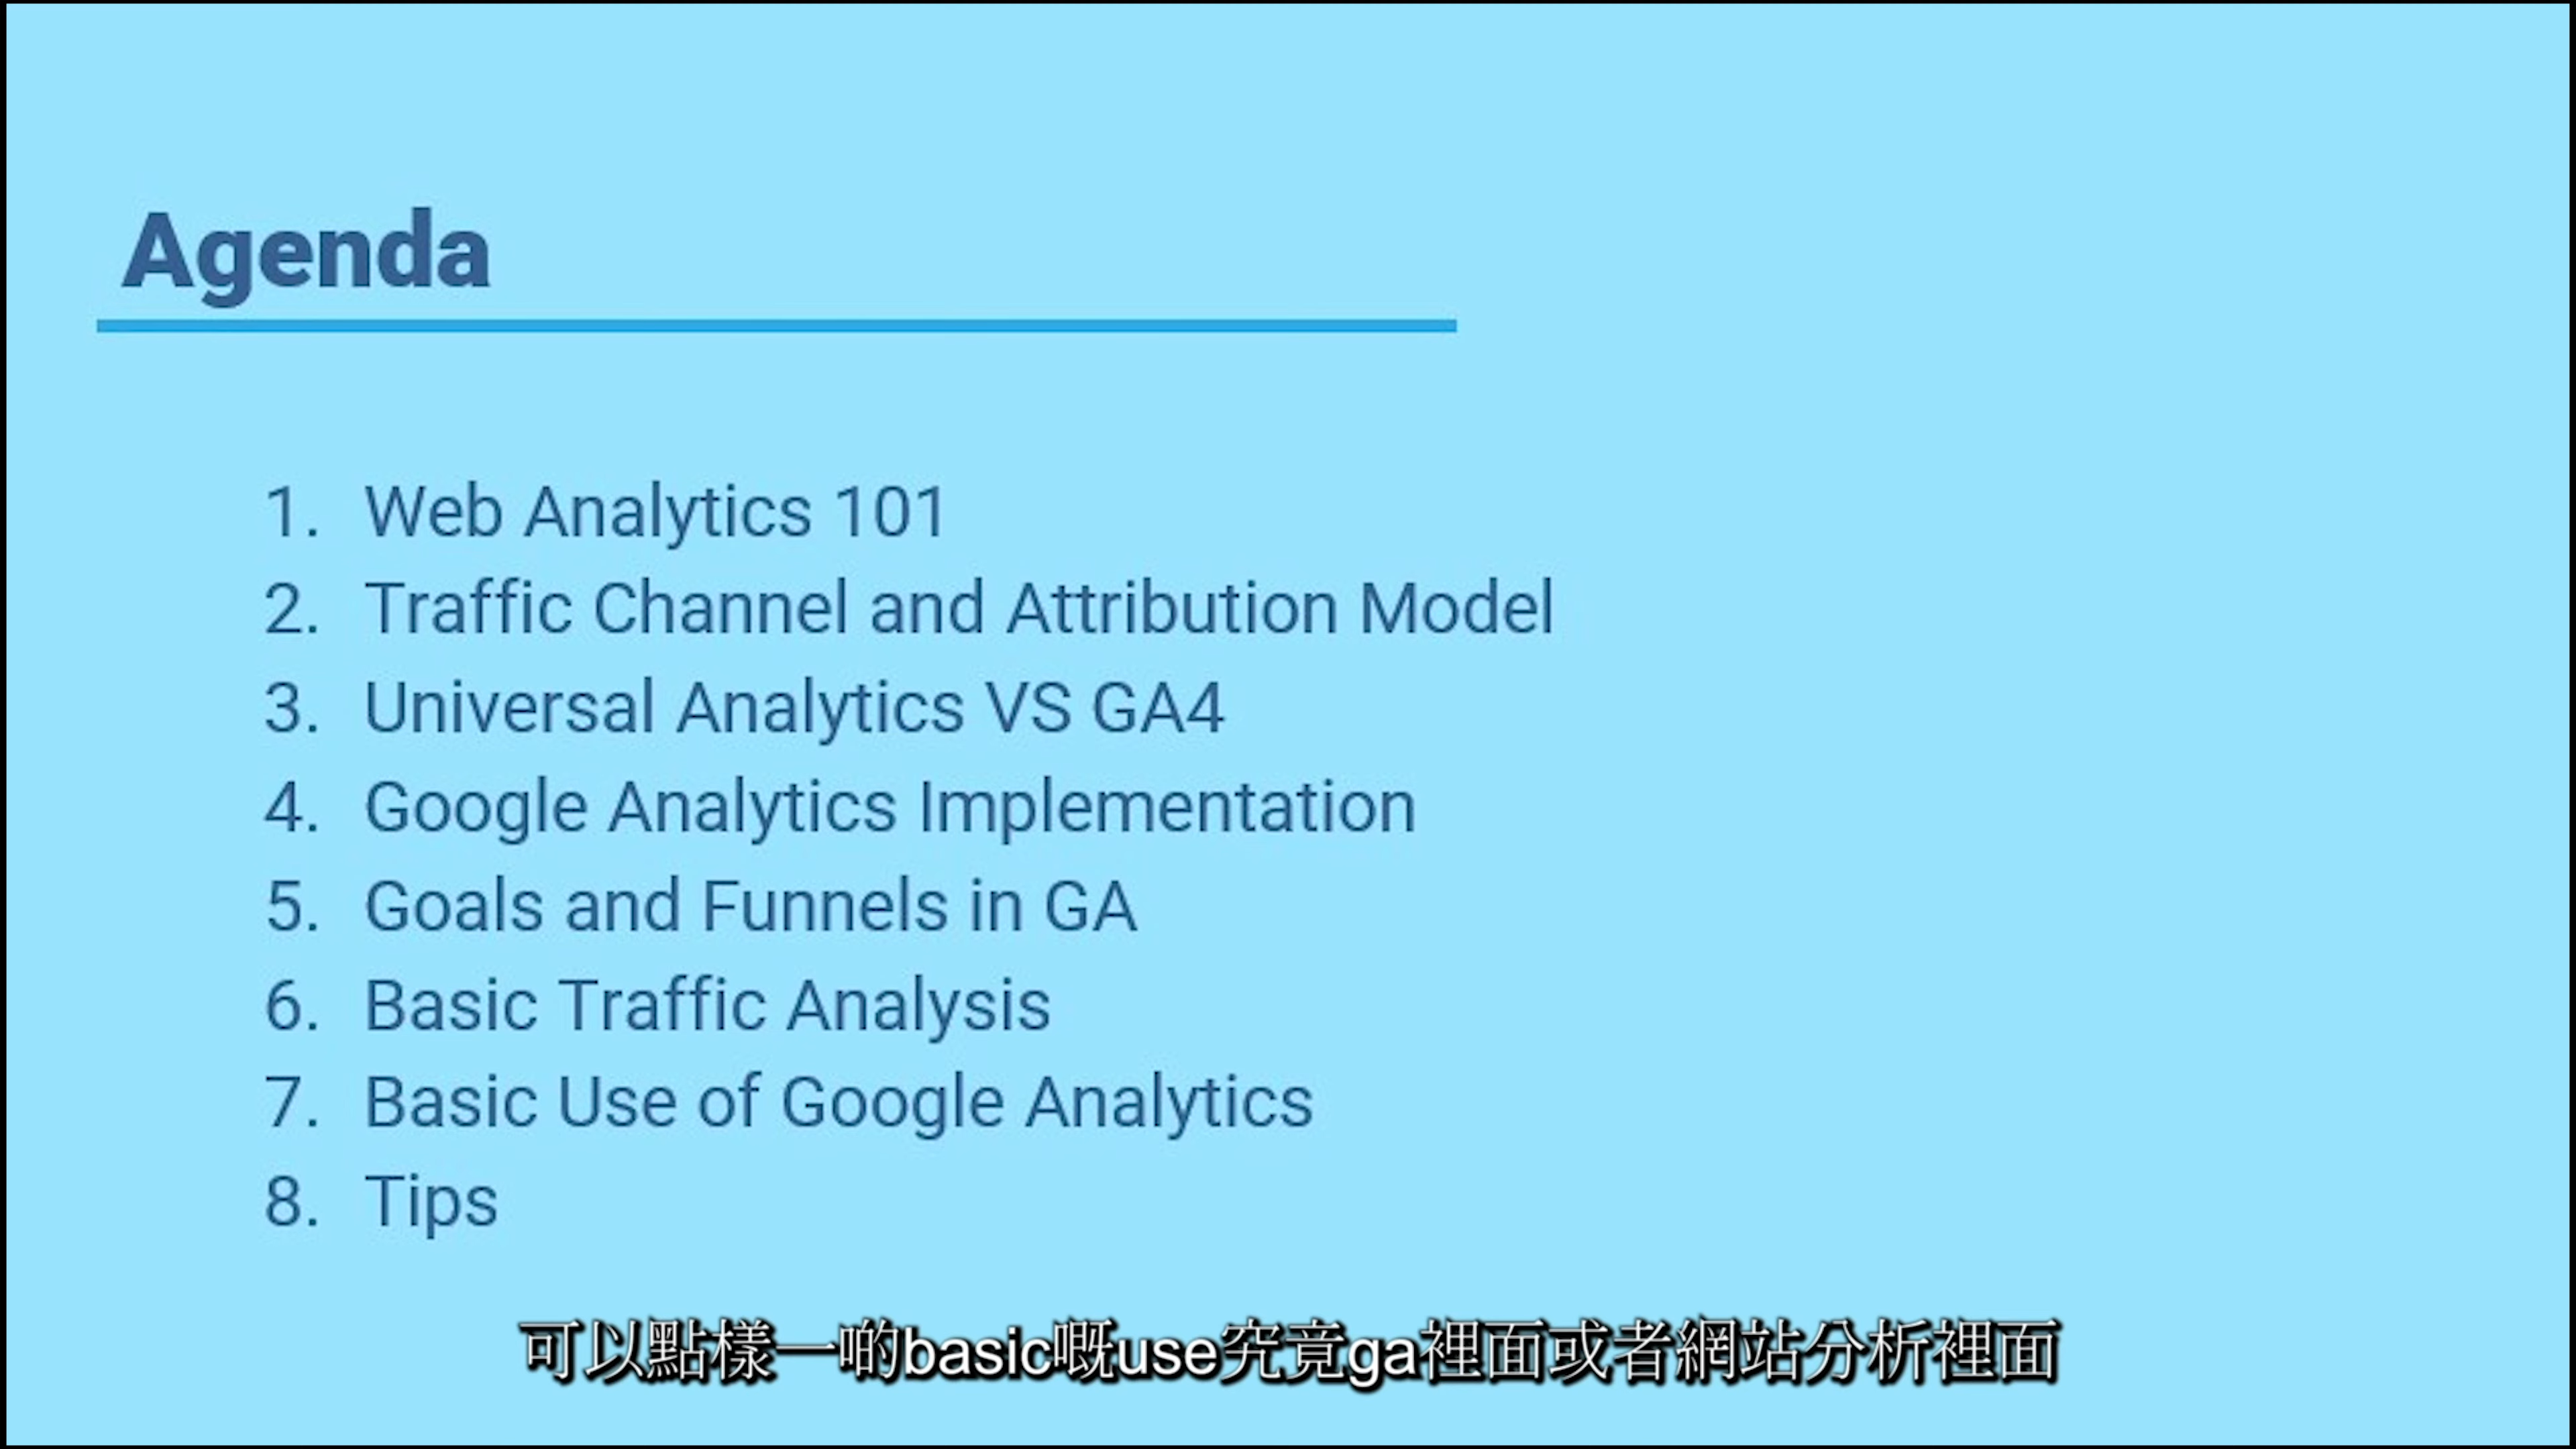 Agenda
1. Web Analytics 101
2. Traffic Channel and Attribution Model
3. Universal Analytics VS GA4
4. Google Analytics Implementation
5. Goals and Funnels in GA
6. Basic Traffic Analysis
7. Basic Use of Google Analytics
8. Tips
可以點樣一啲basic嘅use究竟ga裡面或者網站分析裡面